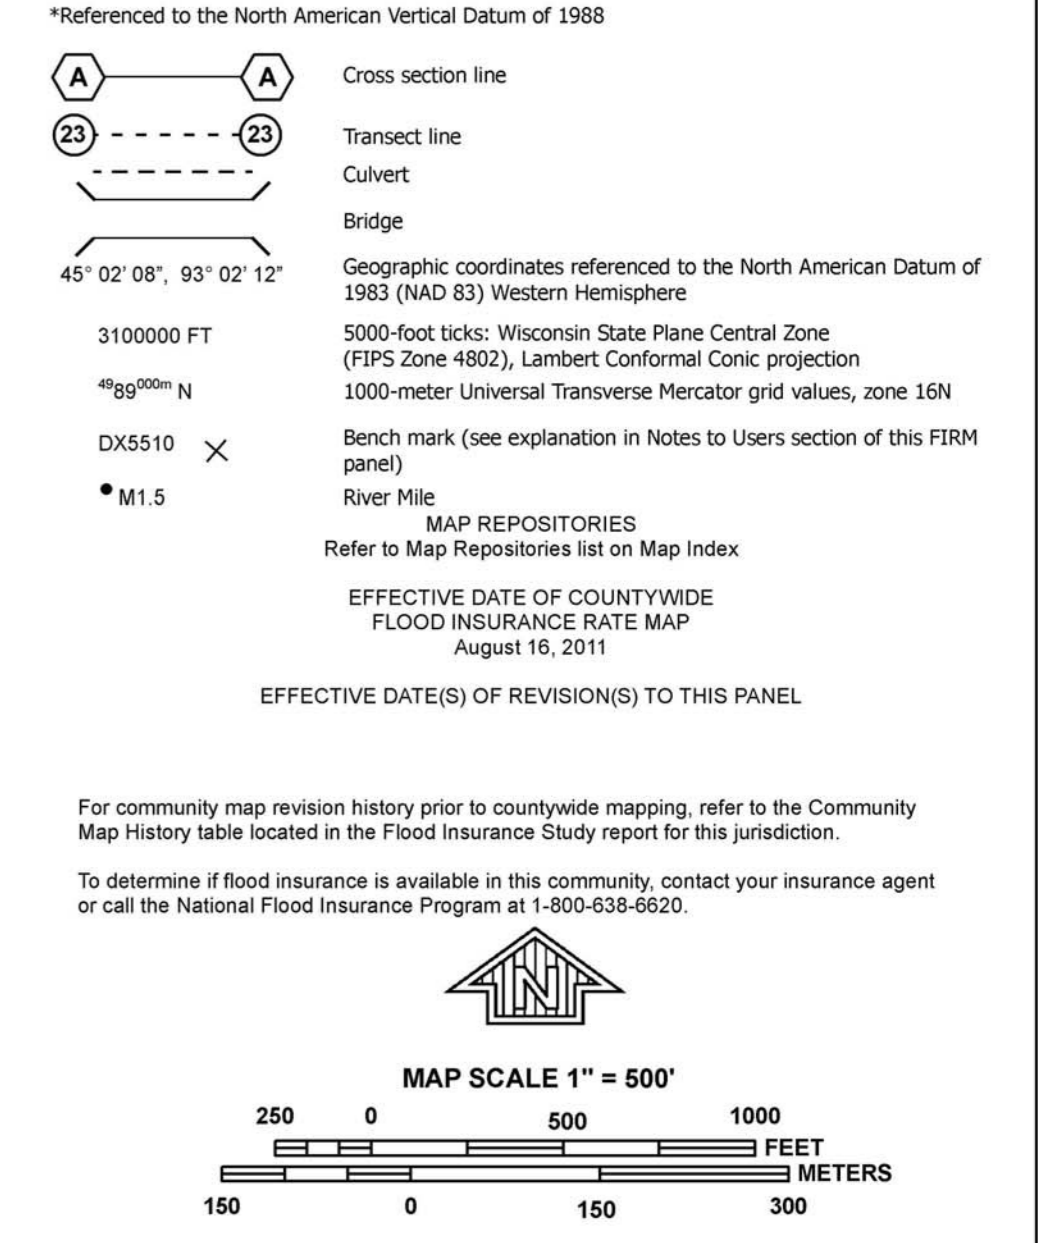 *Referenced to the North American Vertical Datum of 1988
A A Cross section line
23 23 Transect line
Culvert
Bridge
45° 02' 08", 93° 02' 12" Geographic coordinates referenced to the North American Datum of
1983 (NAD 83) Western Hemisphere
3100000 FT 5000-foot ticks: Wisconsin State Plane Central Zone
(FIPS Zone 4802), Lambert Conformal Conic projection
4989000m N 1000-meter Universal Transverse Mercator grid values, zone 16N
DX5510 Bench mark (see explanation in Notes to Users section of this FIRM
panel)
M1.5 River Mile
MAP REPOSITORIES
Refer to Map Repositories list on Map Index
EFFECTIVE DATE OF COUNTYWIDE
FLOOD INSURANCE RATE MAP
August 16, 2011
EFFECTIVE DATE(S) OF REVISION(S) TO THIS PANEL
For community map revision history prior to countywide mapping, refer to the Community
Map History table located in the Flood Insurance Study report for this jurisdiction.
To determine if flood insurance is available in this community, contact your insurance agent
or call the National Flood Insurance Program at 1-800-638-6620.
N
MAP SCALE 1" = 500'
250 0 500 1000
FEET
METERS
150 0 150 300